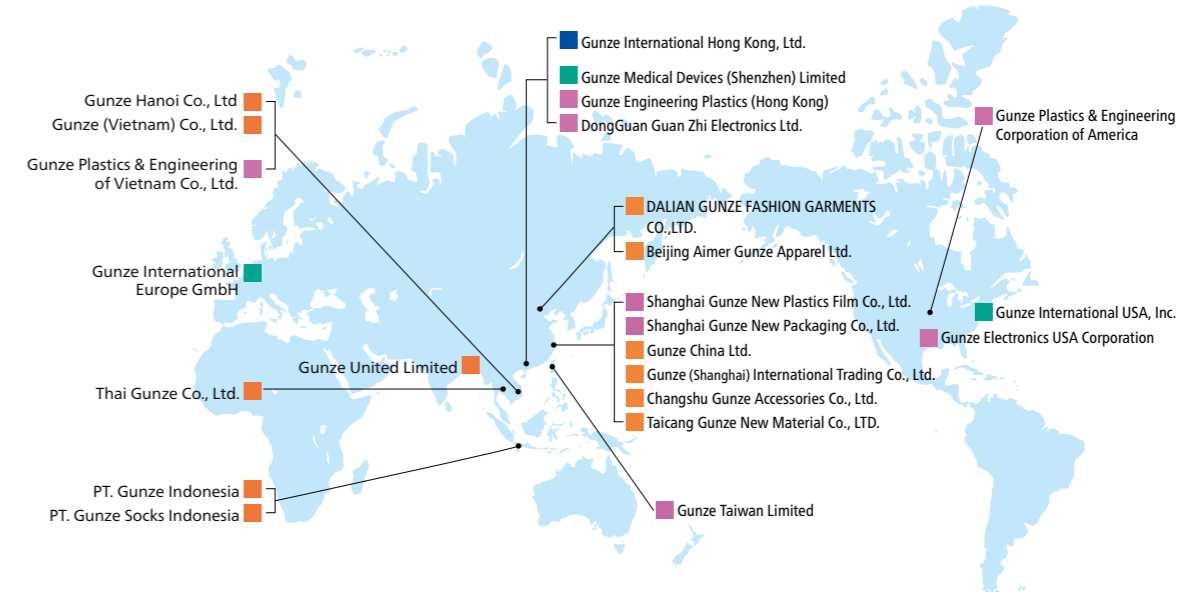 Gunze International Hong Kong, Ltd.
Gunze Medical Devices (Shenzhen) Limited
Gunze Engineering Plastics (Hong Kong)
DongGuan Guan Zhi Electronics Ltd.
Gunze Hanoi Co., Ltd
Gunze (Vietnam) Co., Ltd.
Gunze Plastics & Engineering
of Vietnam Co., Ltd.
Gunze Plastics & Engineering
Corporation of America
DALIAN GUNZE FASHION GARMENTS
CO.,LTD.
Beijing Aimer Gunze Apparel Ltd.
Gunze International
Europe GmbH
Shanghai Gunze New Plastics Film Co., Ltd.
Shanghai Gunze New Packaging Co., Ltd.
Gunze China Ltd.
Gunze (Shanghai) International Trading Co., Ltd.
Changshu Gunze Accessories Co., Ltd.
Taicang Gunze New Material Co., LTD.
Gunze International USA, Inc.
Gunze Electronics USA Corporation
Gunze United Limited
Thai Gunze Co., Ltd.
PT. Gunze Indonesia
PT. Gunze Socks Indonesia
Gunze Taiwan Limited